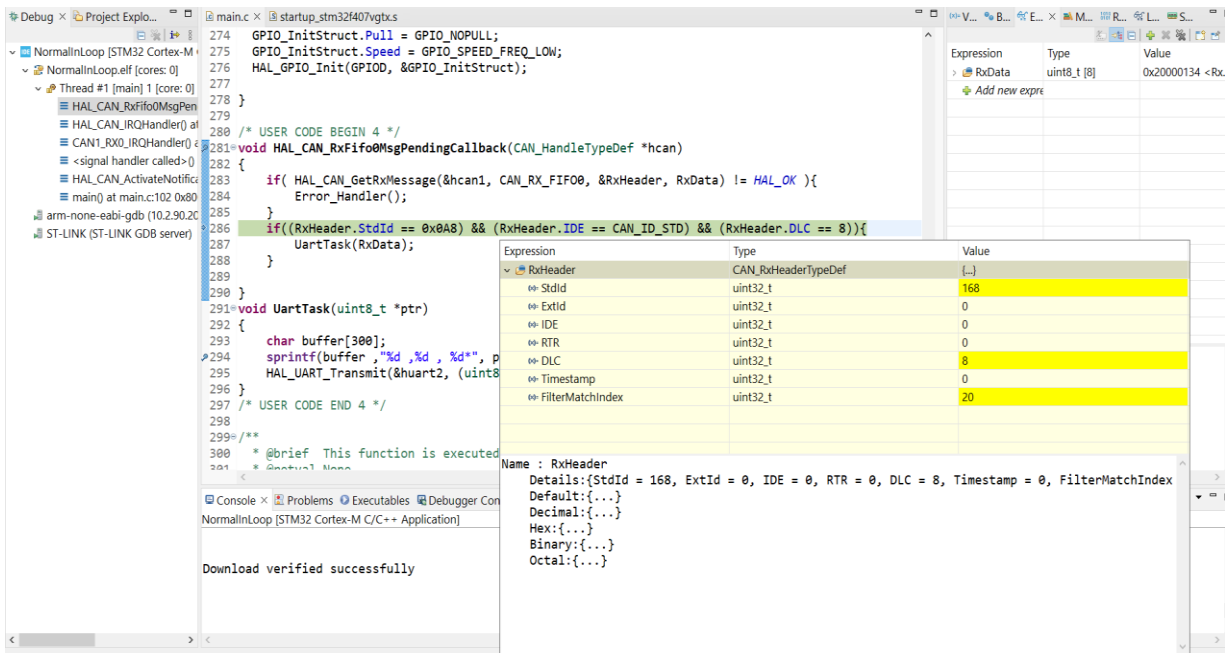 Debug × Project Explo...
NormalInLoop [STM32 Cortex-M
NormalInLoop.elf [cores: 0]
Thread #1 [main] 1 [core: 0]
HAL_CAN_RxFifo0MsgPen
HAL_CAN_IRQHandler() at
CAN1_RX0_IRQHandler() a
<signal handler called>()
HAL_CAN_ActivateNotifica
main() at main.c:102 0x80
arm-none-eabi-gdb (10.2.90.20
ST-LINK (ST-LINK GDB server)
main.c × startup_stm32f407vgtx.s
274 GPIO_InitStruct.Pull = GPIO_NOPULL;
275 GPIO_InitStruct.Speed = GPIO_SPEED_FREQ_LOW;
276 HAL_GPIO_Init(GPIOD, &GPIO_InitStruct);
277
278 }
279
280 /* USER CODE BEGIN 4 */
281 void HAL_CAN_RxFifo0MsgPendingCallback(CAN_HandleTypeDef *hcan)
282 {
283 if( HAL_CAN_GetRxMessage(&hcan1, CAN_RX_FIFO0, &RxHeader, RxData) != HAL_OK ){
284 Error_Handler();
285 }
286 if((RxHeader.StdId == 0x0A8) && (RxHeader.IDE == CAN_ID_STD) && (RxHeader.DLC == 8)){
287 UartTask(RxData);
288 }
289
290 }
291 void UartTask(uint8_t *ptr)
292 {
293 char buffer[300];
294 sprintf(buffer ,"%d ,%d , %d*", p
295 HAL_UART_Transmit(&huart2, (uint8
296 }
297 /* USER CODE END 4 */
298
299 /**
300 * @brief This function is executed
301 * @retval None
V... B... E... × M... R... L... S...
Expression Type Value
RxData uint8_t [8] 0x20000134 <Rx.
Add new expre
Expression Type Value
RxHeader CAN_RxHeaderTypeDef {...}
StdId uint32_t 168
ExtId uint32_t 0
IDE uint32_t 0
RTR uint32_t 0
DLC uint32_t 8
Timestamp uint32_t 0
FilterMatchIndex uint32_t 20
Name : RxHeader
Details:{StdId = 168, ExtId = 0, IDE = 0, RTR = 0, DLC = 8, Timestamp = 0, FilterMatchIndex
Default:{...}
Decimal:{...}
Hex:{...}
Binary:{...}
Octal:{...}
Console × Problems Executables Debugger Con
NormalInLoop [STM32 Cortex-M C/C++ Application]
Download verified successfully